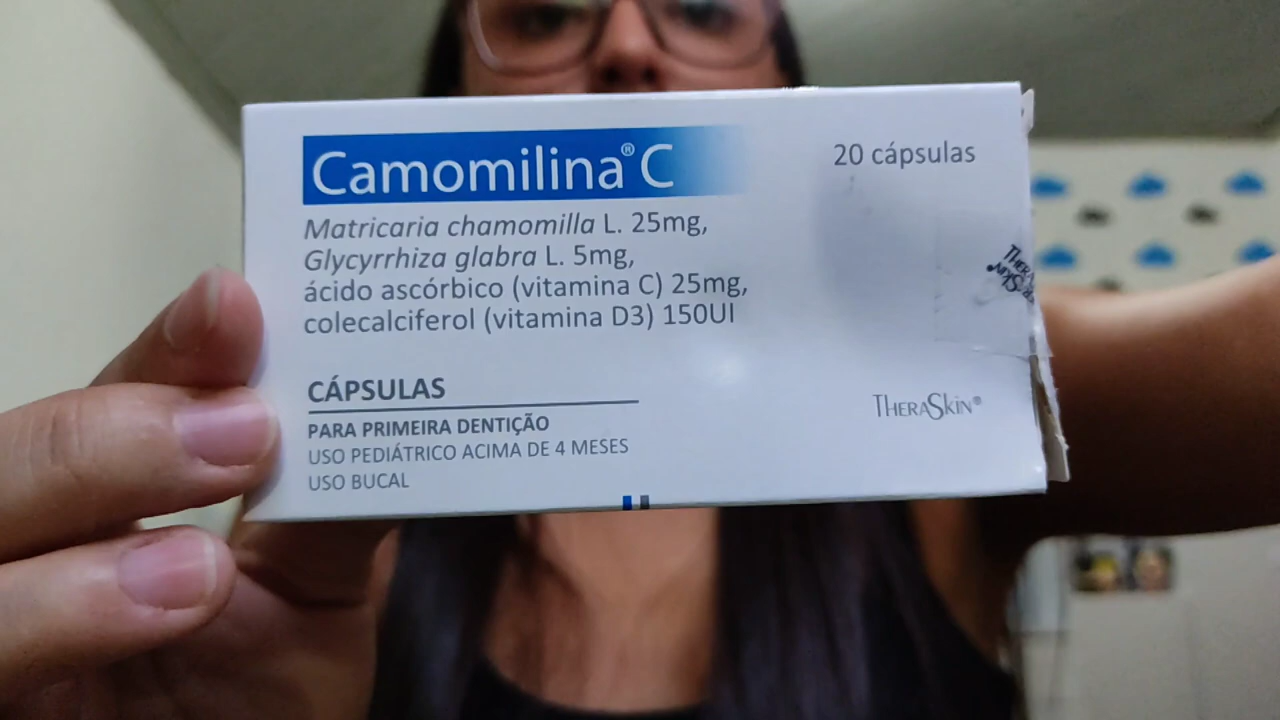 Camomilina® C
20 cápsulas
Matricaria chamomilla L. 25mg,
Glycyrrhiza glabra L. 5mg,
ácido ascórbico (vitamina C) 25mg,
colecalciferol (vitamina D3) 150UI
CÁPSULAS
PARA PRIMEIRA DENTIÇÃO
USO PEDIÁTRICO ACIMA DE 4 MESES
USO BUCAL
THERASKIN®